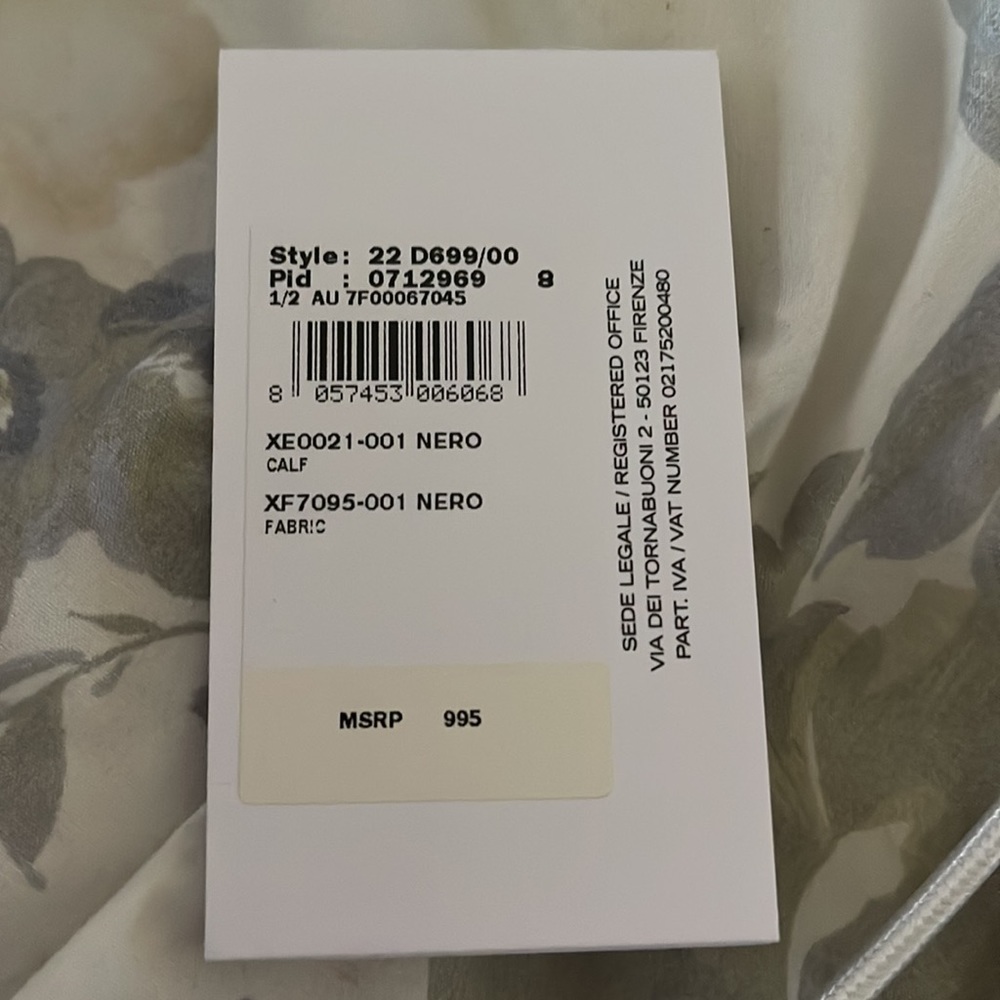 Style: 22 D699/00
Pid : 0712969 8
1/2 AU 7F00067045
8 057453 006068
XE0021-001 NERO
CALF
XF7095-001 NERO
FABRIC
MSRP 995
SEDE LEGALE / REGISTERED OFFICE
VIA DEI TORNABUONI 2 - 50123 FIRENZE
PART. IVA / VAT NUMBER 02175200480